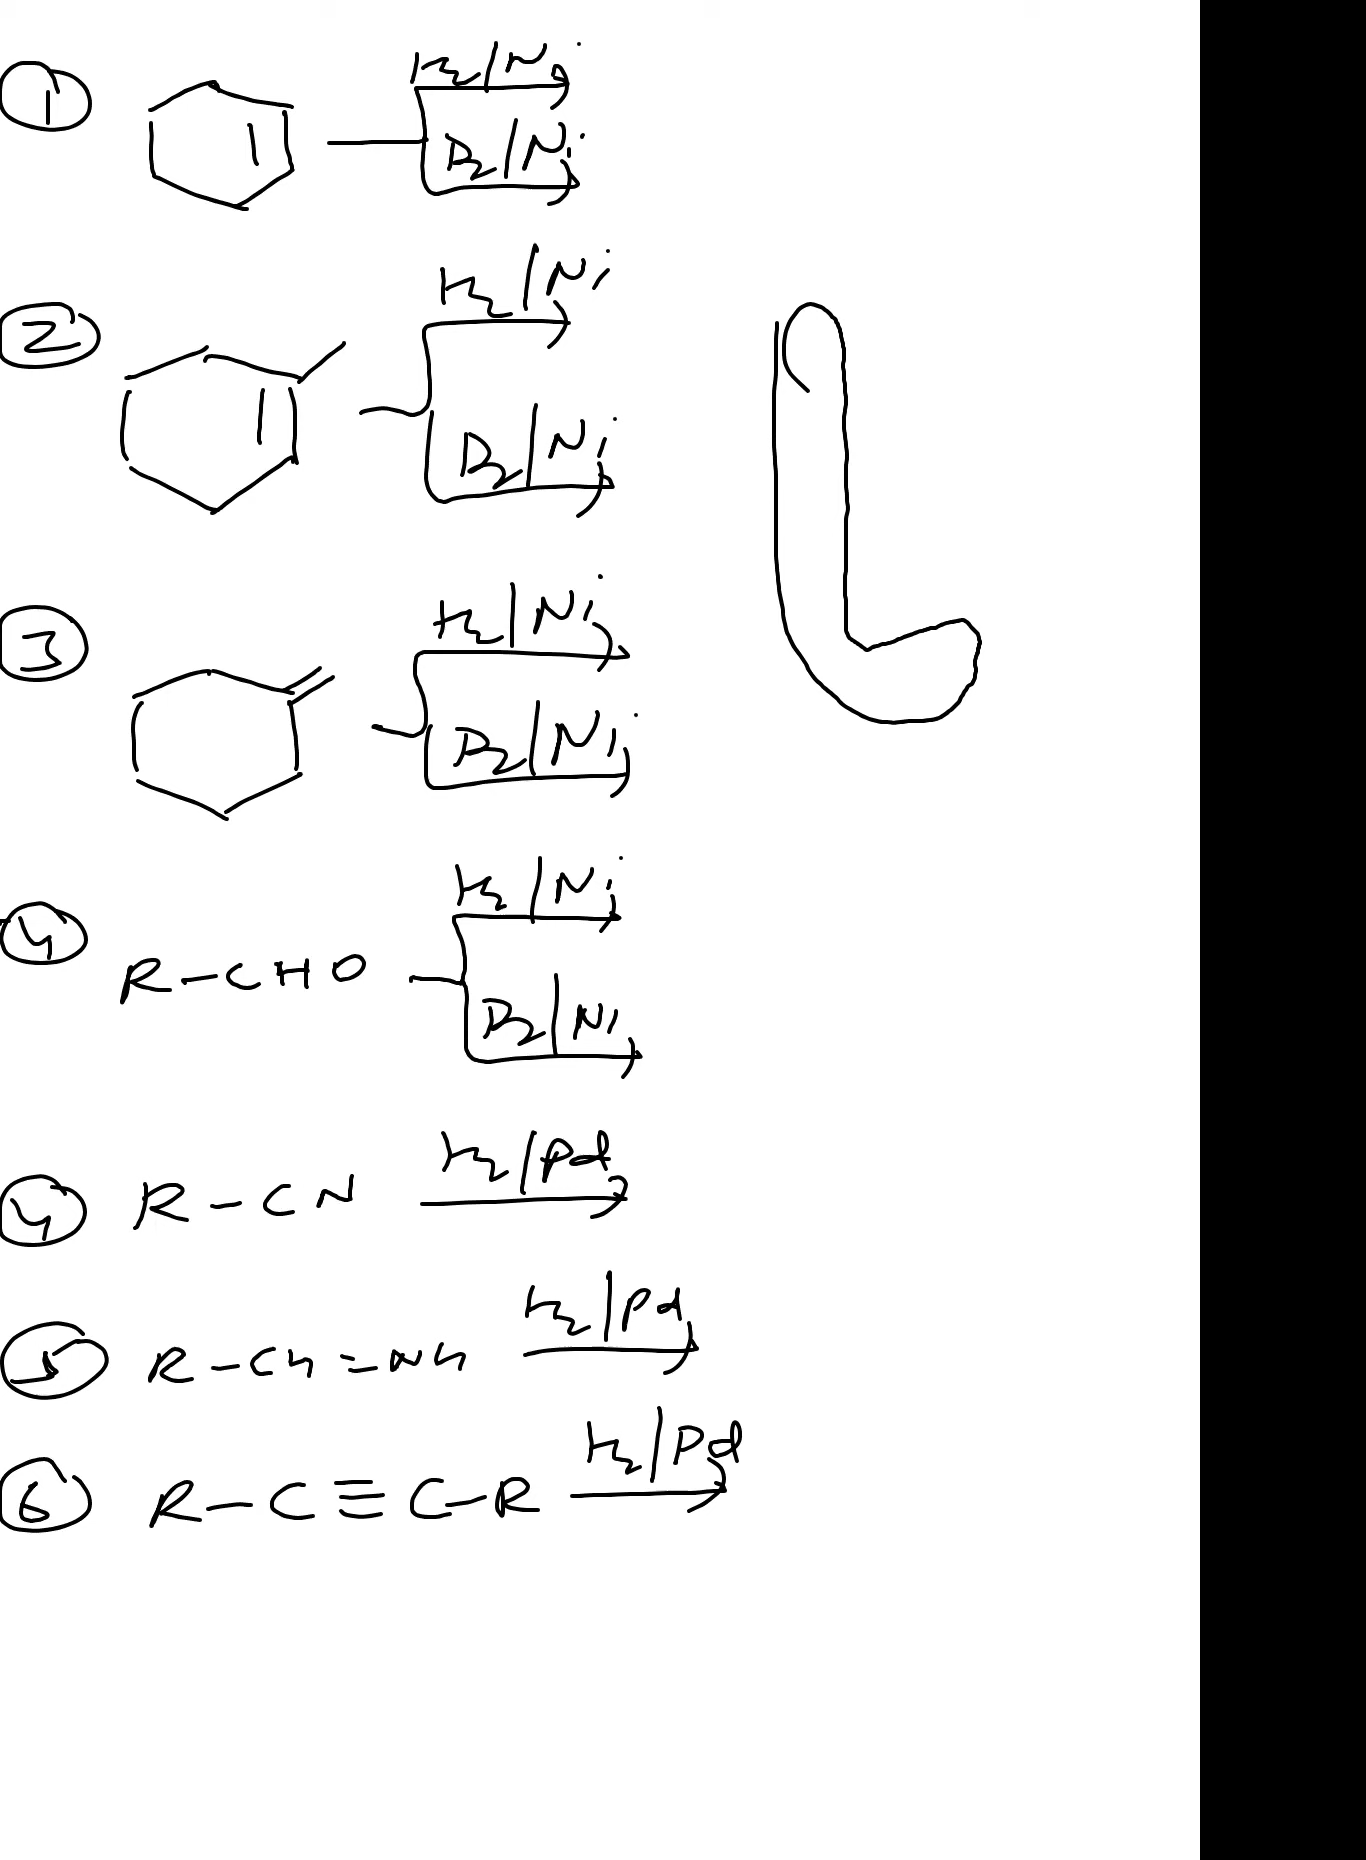 ① H2/Ni
D2/Ni
② H2/Ni
D2/Ni
③ H2/Ni
D2/Ni
④ H2/Ni
R-CHO
D2/Ni
④ R-CN H2/Pd
⑤ R-CH=NH H2/Pd
⑥ R-C≡C-R H2/Pd